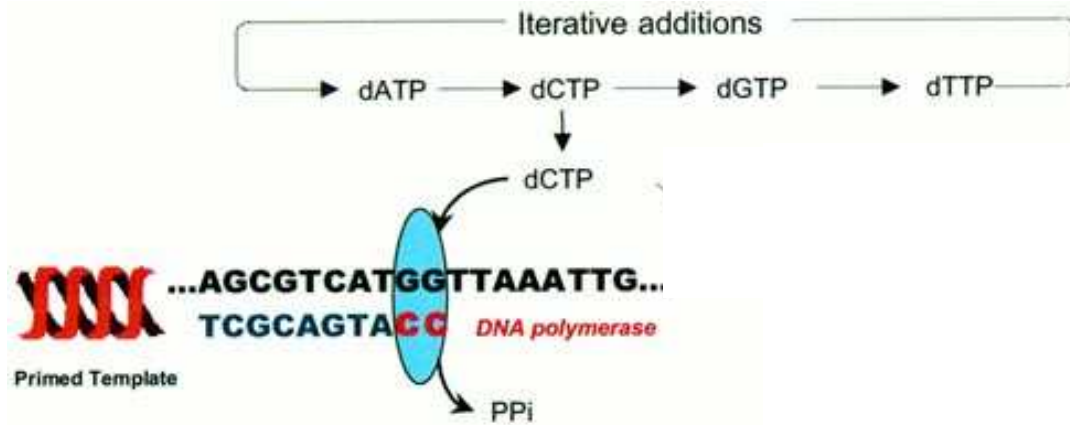 Iterative additions
dATP dCTP dGTP dTTP
dCTP
...AGCGTCATGGTTAAATTG...
TCGCAGTACC DNA polymerase
Primed Template
PPi